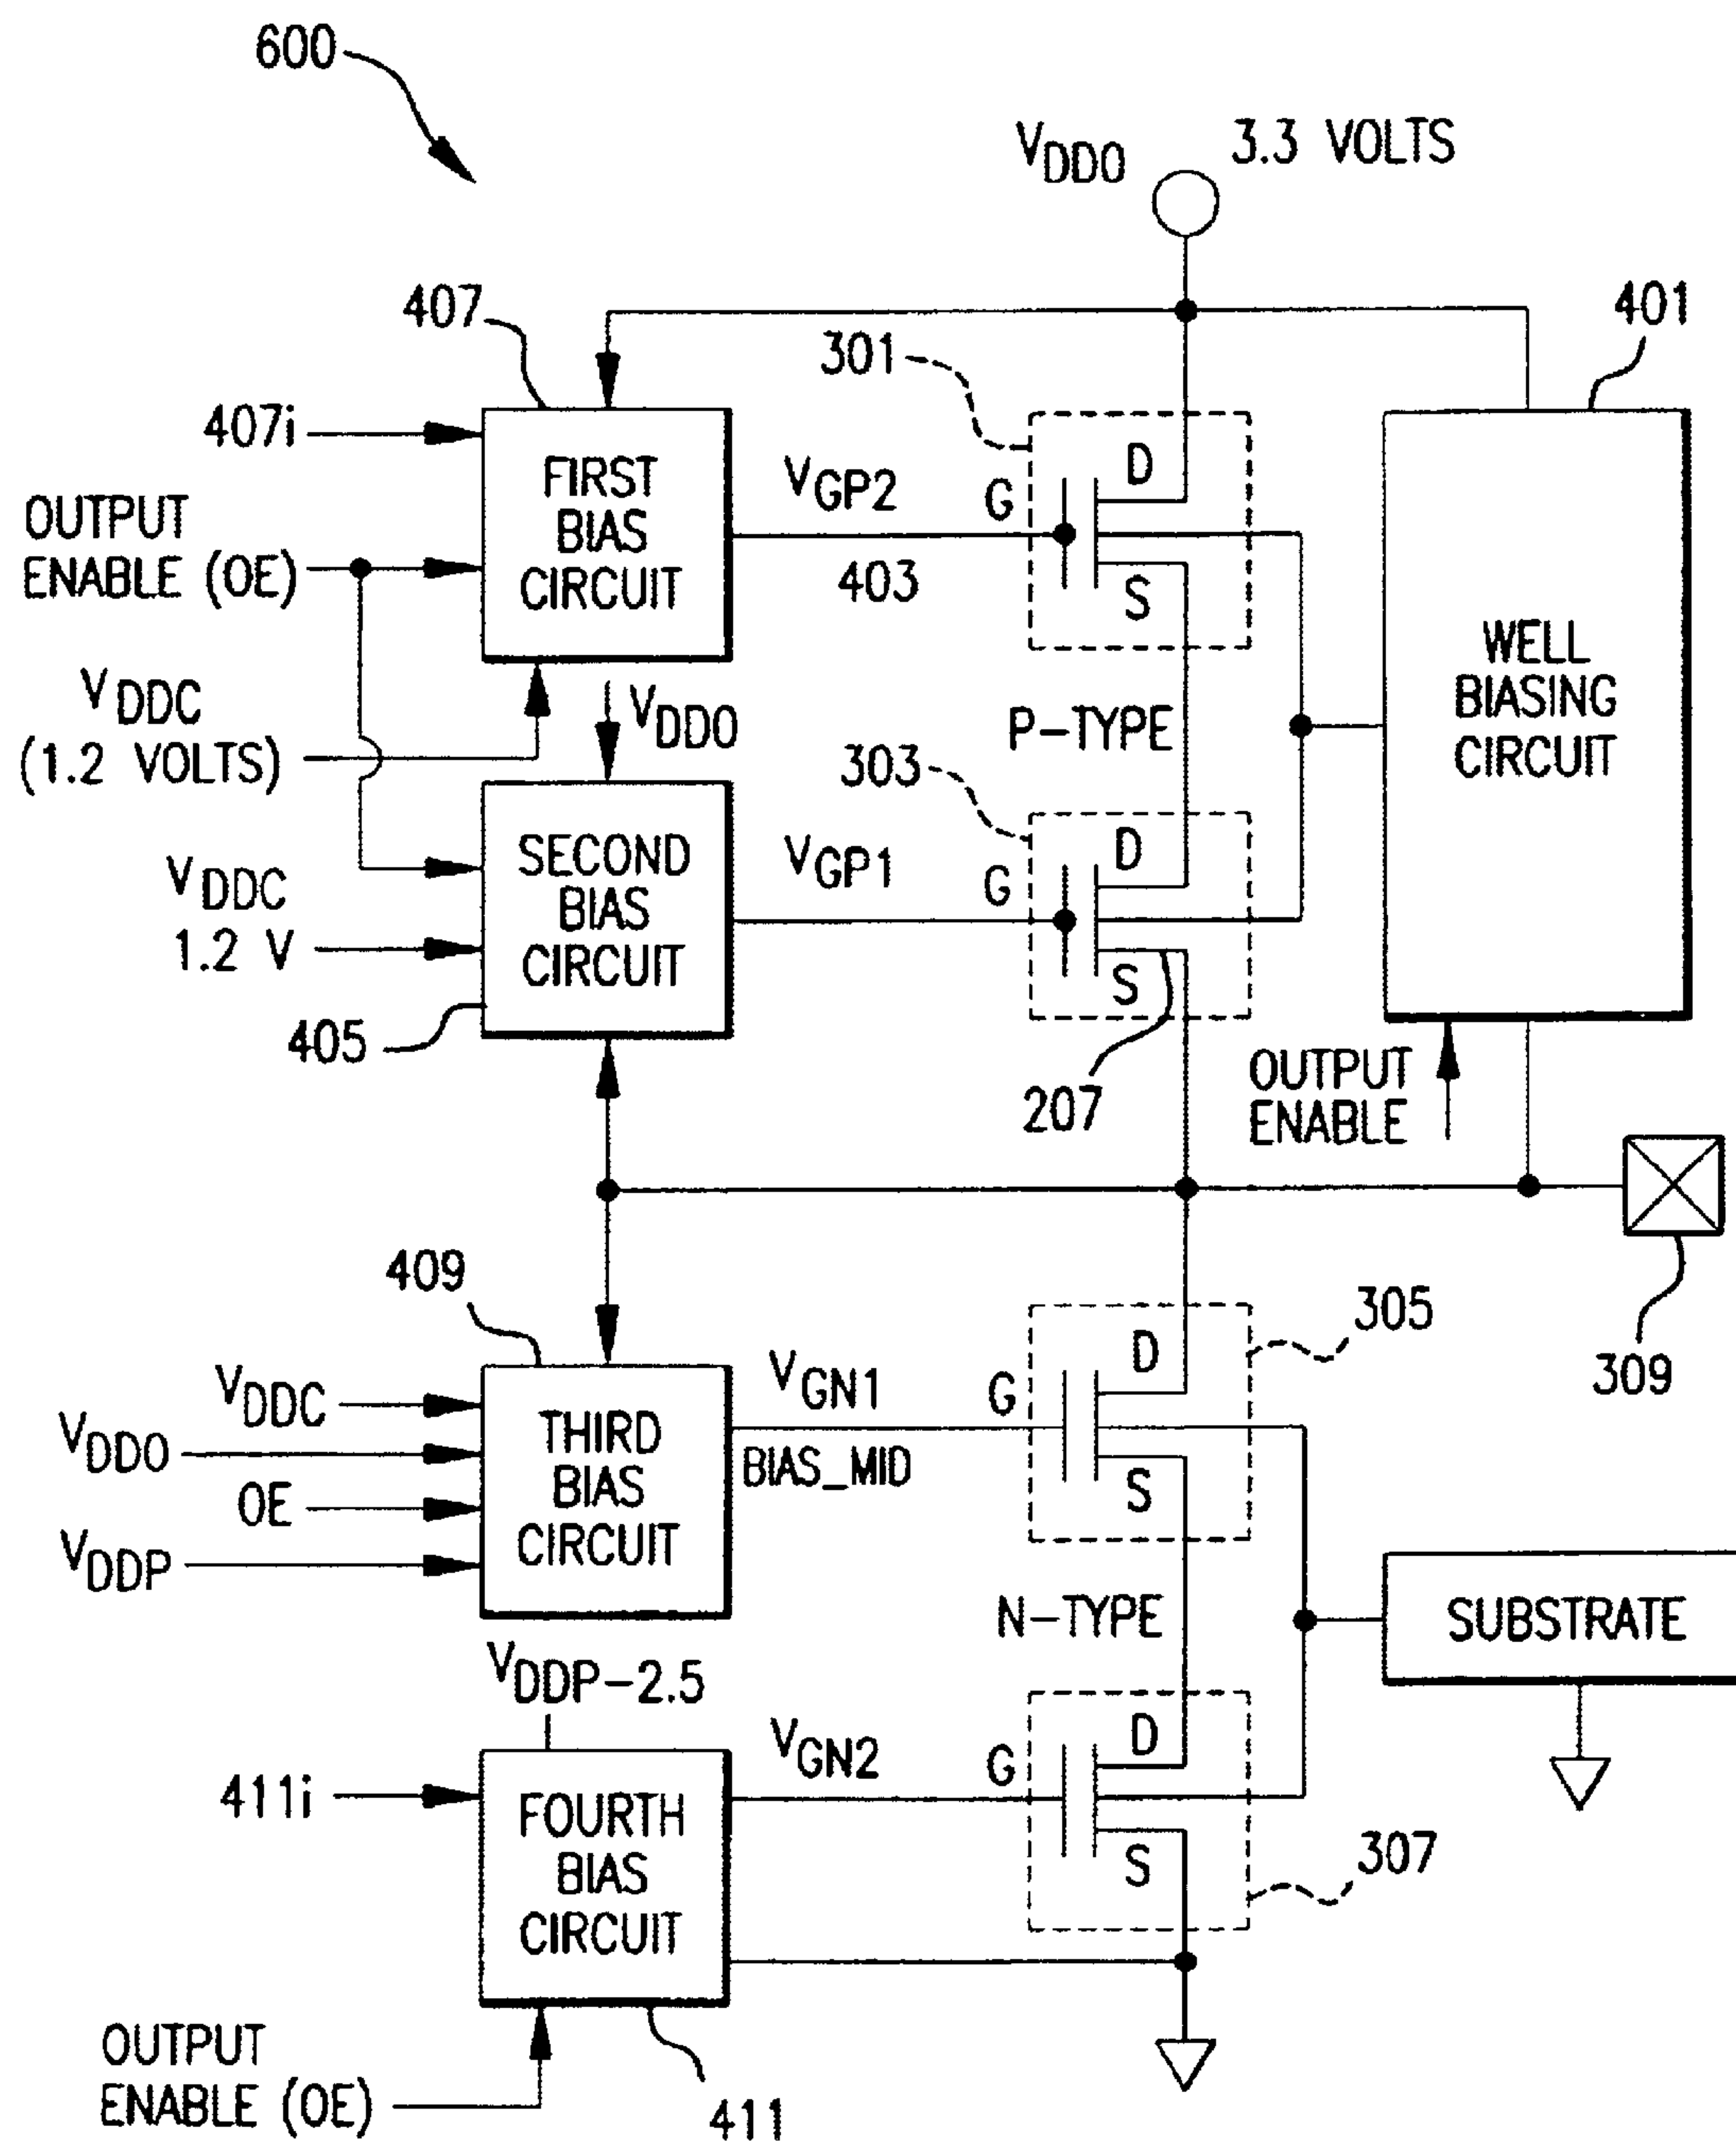 600
VDDO 3.3 VOLTS
407
301
401
407i
FIRST
BIAS
CIRCUIT
VGP2
403
G
D
S
OUTPUT
ENABLE (OE)
WELL
BIASING
CIRCUIT
VDDC
(1.2 VOLTS)
VDDO
P-TYPE
303
SECOND
BIAS
CIRCUIT
VGP1
G
D
S
VDDC
1.2 V
405
207
OUTPUT
ENABLE
309
409
305
VDDC
VDDO
OE
VDDP
THIRD
BIAS
CIRCUIT
VGN1
BIAS_MID
G
D
S
N-TYPE
SUBSTRATE
VDDP-2.5
411i
FOURTH
BIAS
CIRCUIT
VGN2
G
D
S
307
OUTPUT
ENABLE (OE)
411